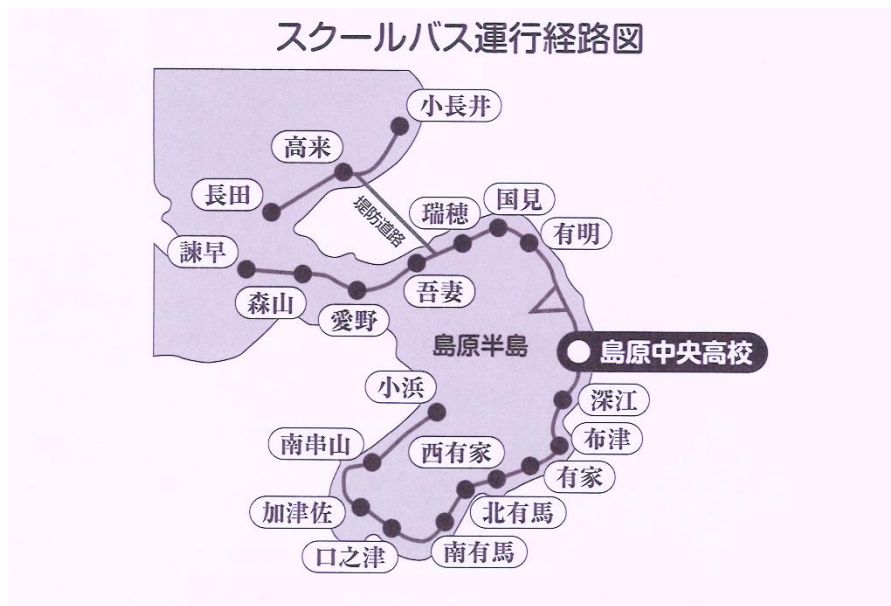 スクールバス運行経路図
小長井
高来
長田
堤防道路
瑞穂
国見
有明
諫早
森山
愛野
吾妻
島原半島
島原中央高校
小浜
深江
南串山
西有家
布津
有家
加津佐
北有馬
口之津
南有馬